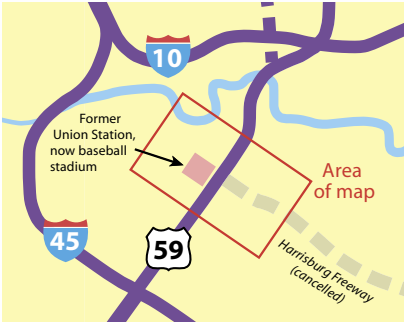 10
Former
Union Station,
now baseball
stadium
Area
of map
45
59
Harrisburg Freeway
(cancelled)